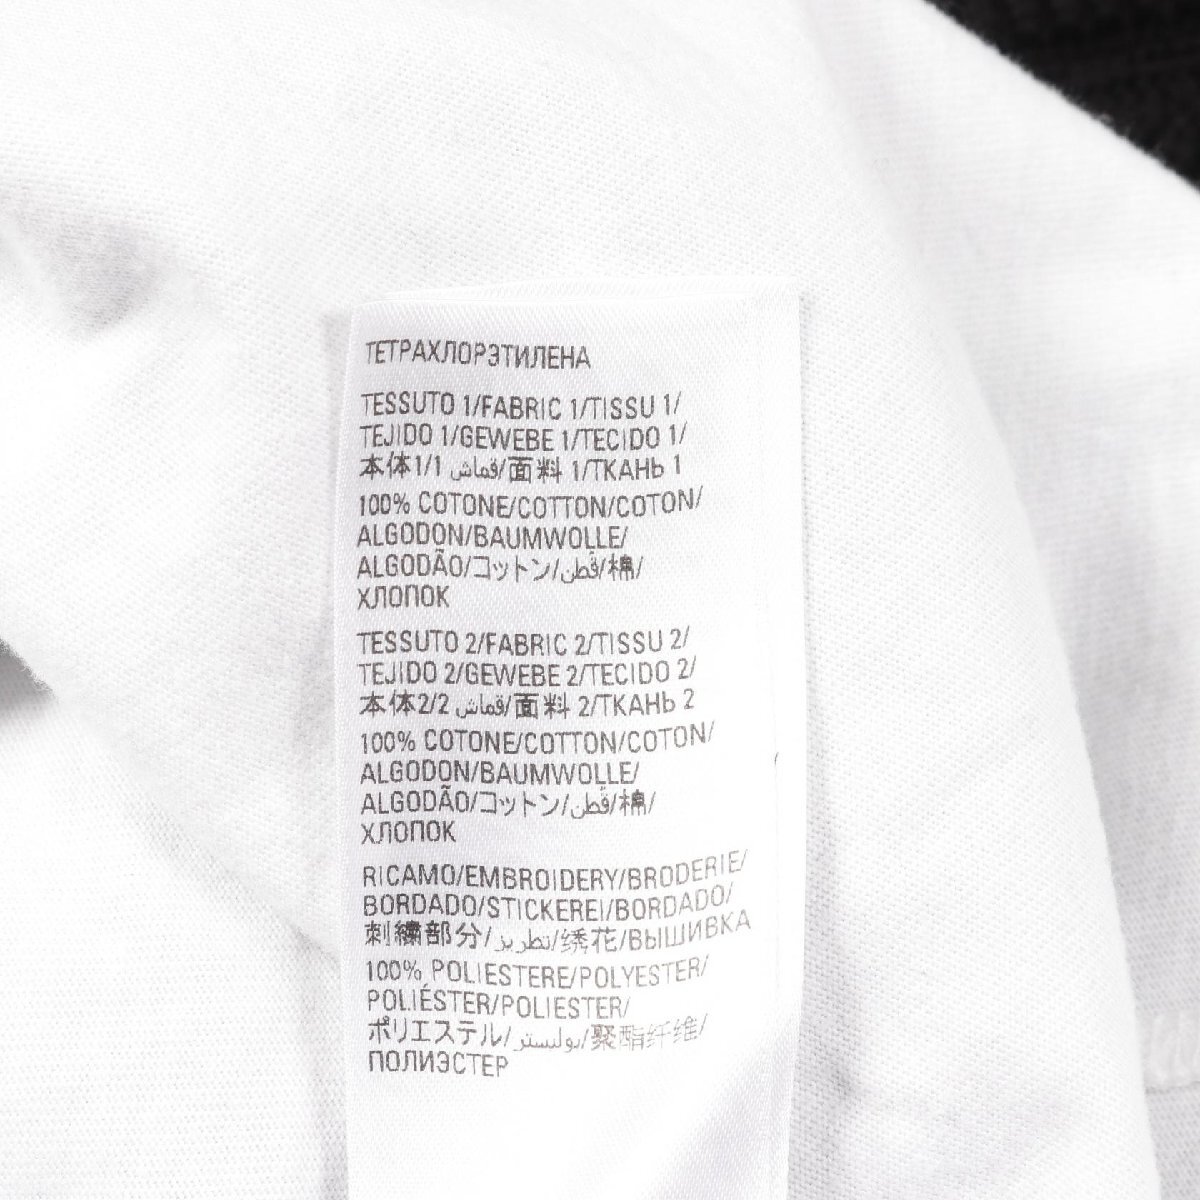 ТЕТРАХЛОРЭТИЛЕНА
TESSUTO 1/FABRIC 1/TISSU 1/
TEJIDO 1/GEWEBE 1/TECIDO 1/
本体1/1 قماش/面料 1/ТКАНЬ 1
100% COTONE/COTTON/COTON/
ALGODON/BAUMWOLLE/
ALGODÃO/コットン/قطن/棉/
ХЛОПОК
TESSUTO 2/FABRIC 2/TISSU 2/
TEJIDO 2/GEWEBE 2/TECIDO 2/
本体2/2 قماش/面料 2/ТКАНЬ 2
100% COTONE/COTTON/COTON/
ALGODON/BAUMWOLLE/
ALGODÃO/コットン/قطن/棉/
ХЛОПОК
RICAMO/EMBROIDERY/BRODERIE/
BORDADO/STICKEREI/BORDADO/
刺繍部分/تطريز/绣花/ВЫШИВКА
100% POLIESTERE/POLYESTER/
POLIÉSTER/POLIESTER/
ポリエステル/بوليستر/聚酯纤维/
ПОЛИЭСТЕР